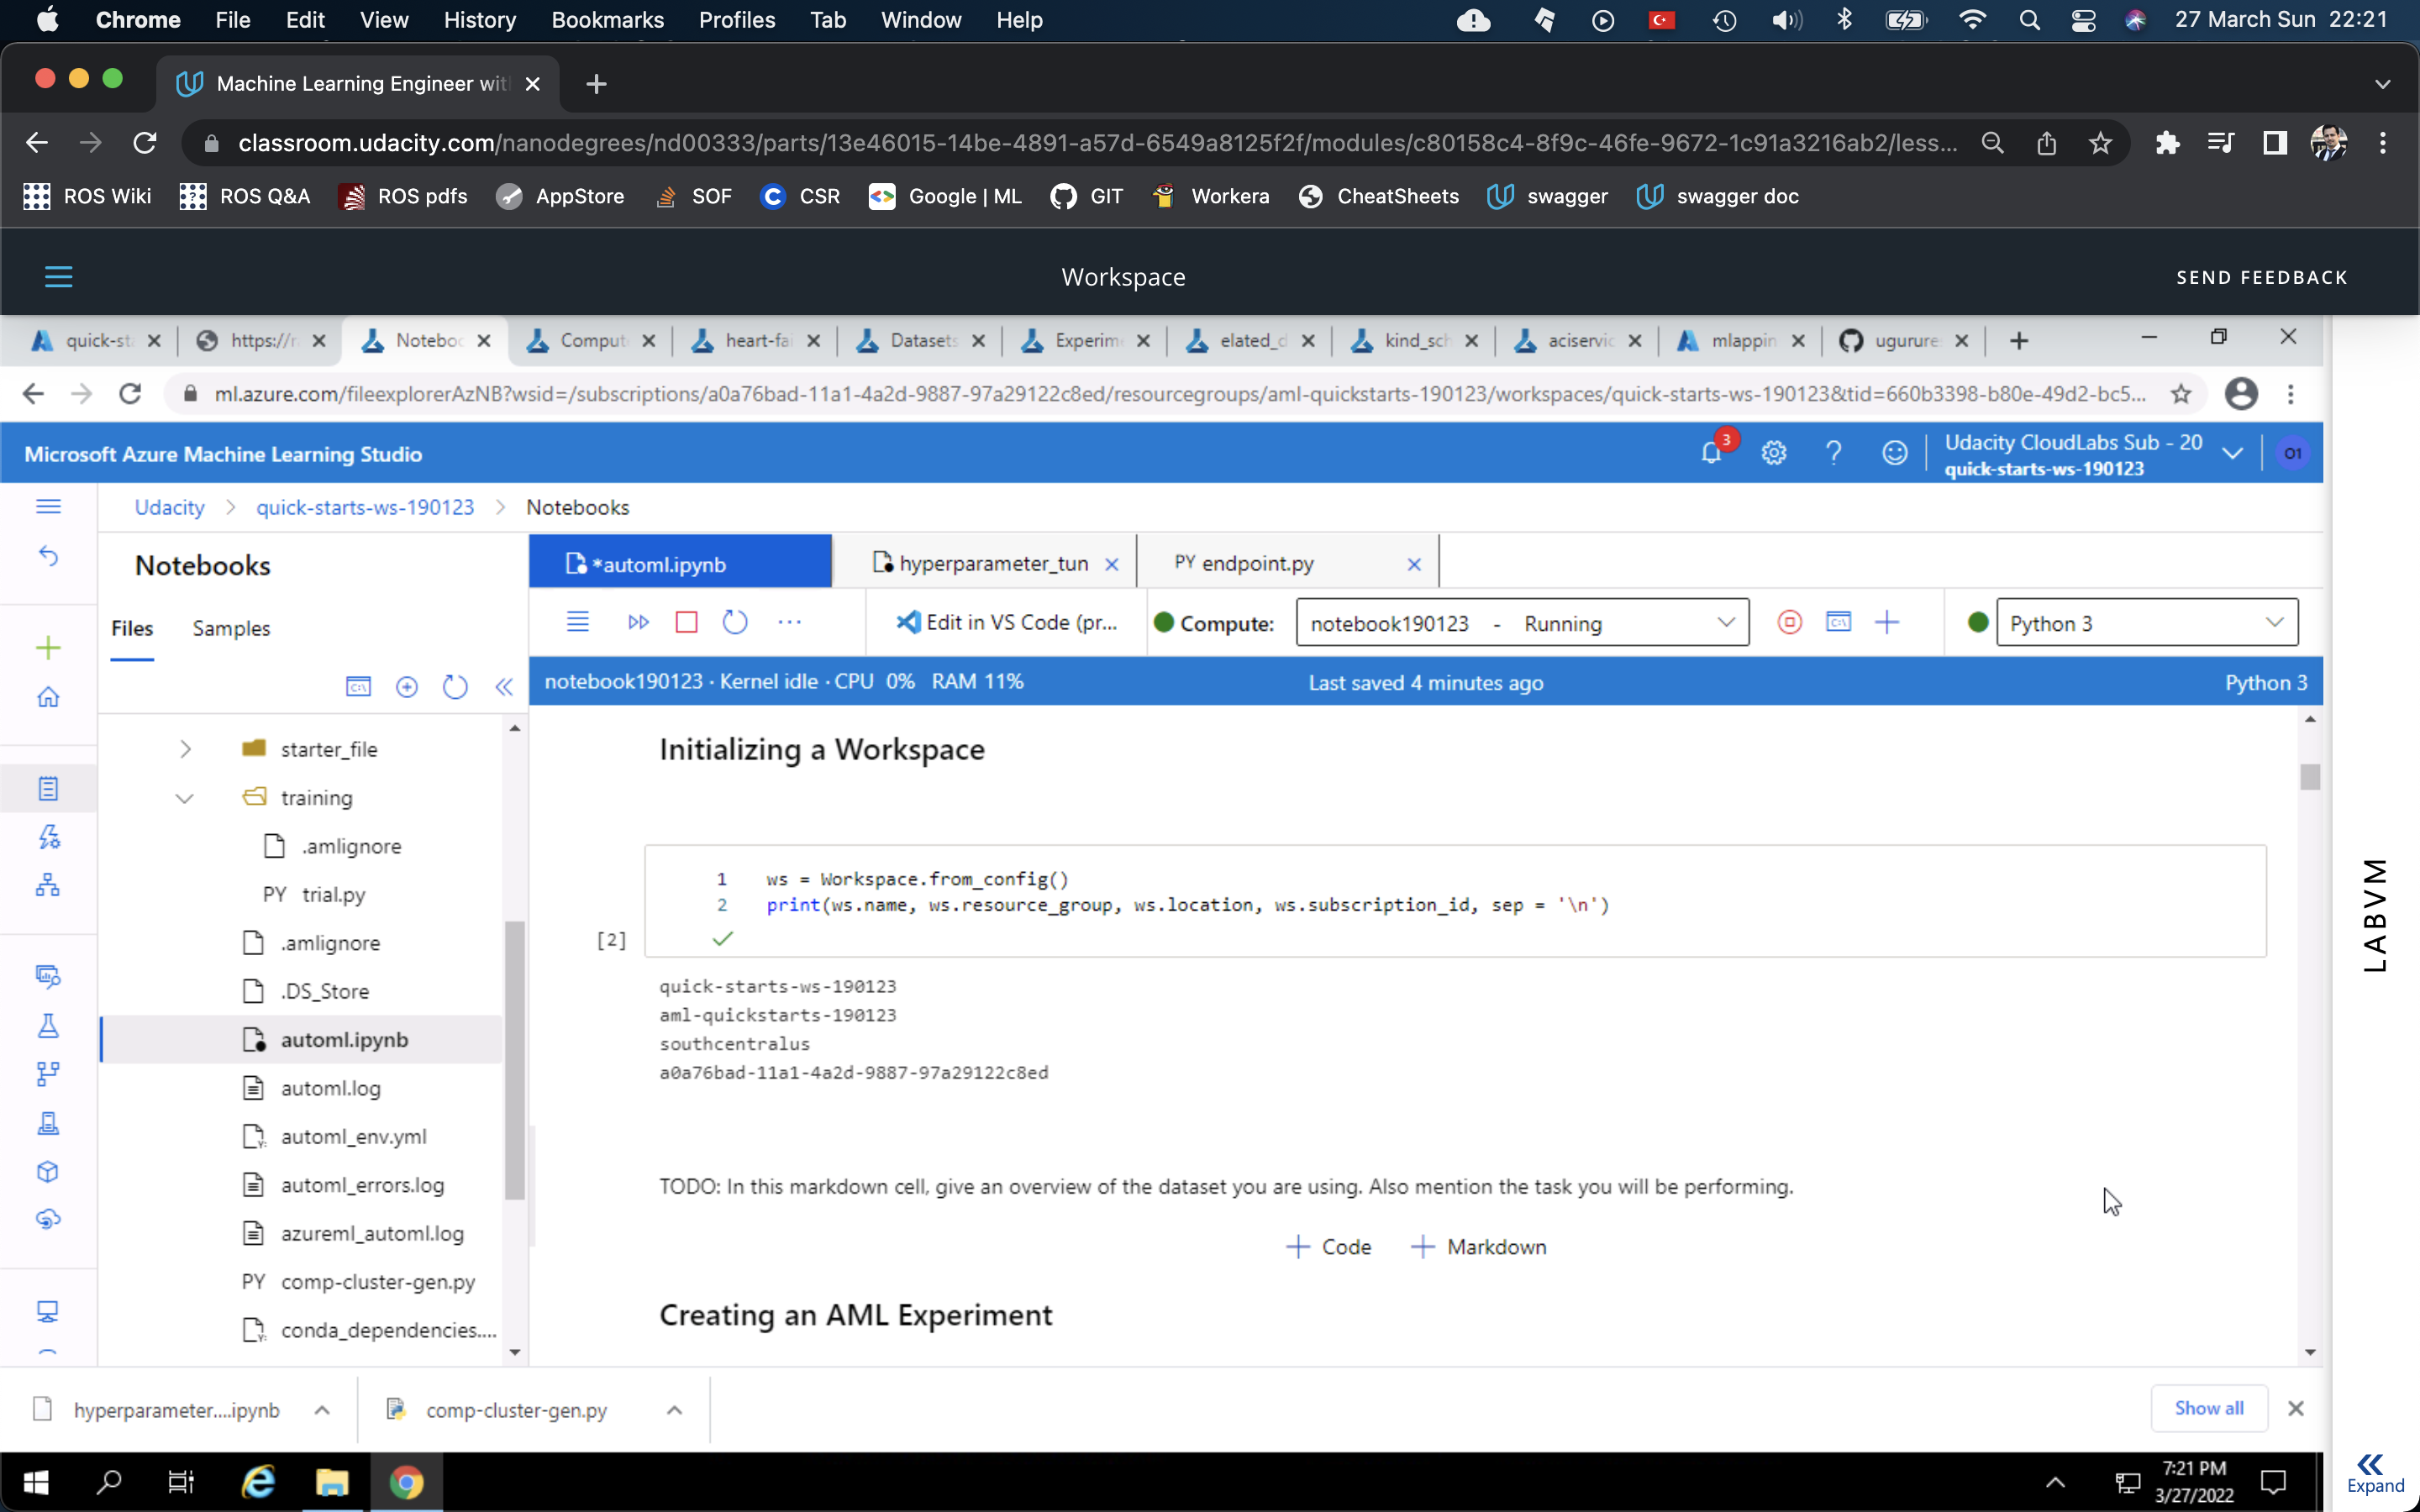 Chrome File Edit View History Bookmarks Profiles Tab Window Help 27 March Sun 22:21
Machine Learning Engineer wit
classroom.udacity.com/nanodegrees/nd00333/parts/13e46015-14be-4891-a57d-6549a8125f2f/modules/c80158c4-8f9c-46fe-9672-1c91a3216ab2/less...
ROS Wiki ROS Q&A ROS pdfs AppStore SOF CSR Google | ML GIT Workera CheatSheets swagger swagger doc
Workspace SEND FEEDBACK
quick-st https://r Noteboo Comput heart-fai Datasets Experim elated_d kind_sch aciservic mlappin ugurure
ml.azure.com/fileexplorerAzNB?wsid=/subscriptions/a0a76bad-11a1-4a2d-9887-97a29122c8ed/resourcegroups/aml-quickstarts-190123/workspaces/quick-starts-ws-190123&tid=660b3398-b80e-49d2-bc5...
Microsoft Azure Machine Learning Studio 3 Udacity CloudLabs Sub - 20 O1
quick-starts-ws-190123
Udacity > quick-starts-ws-190123 > Notebooks
Notebooks
*automl.ipynb hyperparameter_tun PY endpoint.py
Files Samples
Edit in VS Code (pr... Compute: notebook190123 - Running Python 3
notebook190123 · Kernel idle · CPU 0% RAM 11% Last saved 4 minutes ago Python 3
starter_file
training
.amlignore
PY trial.py
.amlignore
.DS_Store
automl.ipynb
automl.log
automl_env.yml
automl_errors.log
azureml_automl.log
PY comp-cluster-gen.py
conda_dependencies....
Initializing a Workspace
1 ws = Workspace.from_config()
2 print(ws.name, ws.resource_group, ws.location, ws.subscription_id, sep = '\n')
[2]
quick-starts-ws-190123
aml-quickstarts-190123
southcentralus
a0a76bad-11a1-4a2d-9887-97a29122c8ed
TODO: In this markdown cell, give an overview of the dataset you are using. Also mention the task you will be performing.
+ Code + Markdown
Creating an AML Experiment
LABVM
hyperparameter....ipynb comp-cluster-gen.py Show all
Expand
7:21 PM
3/27/2022